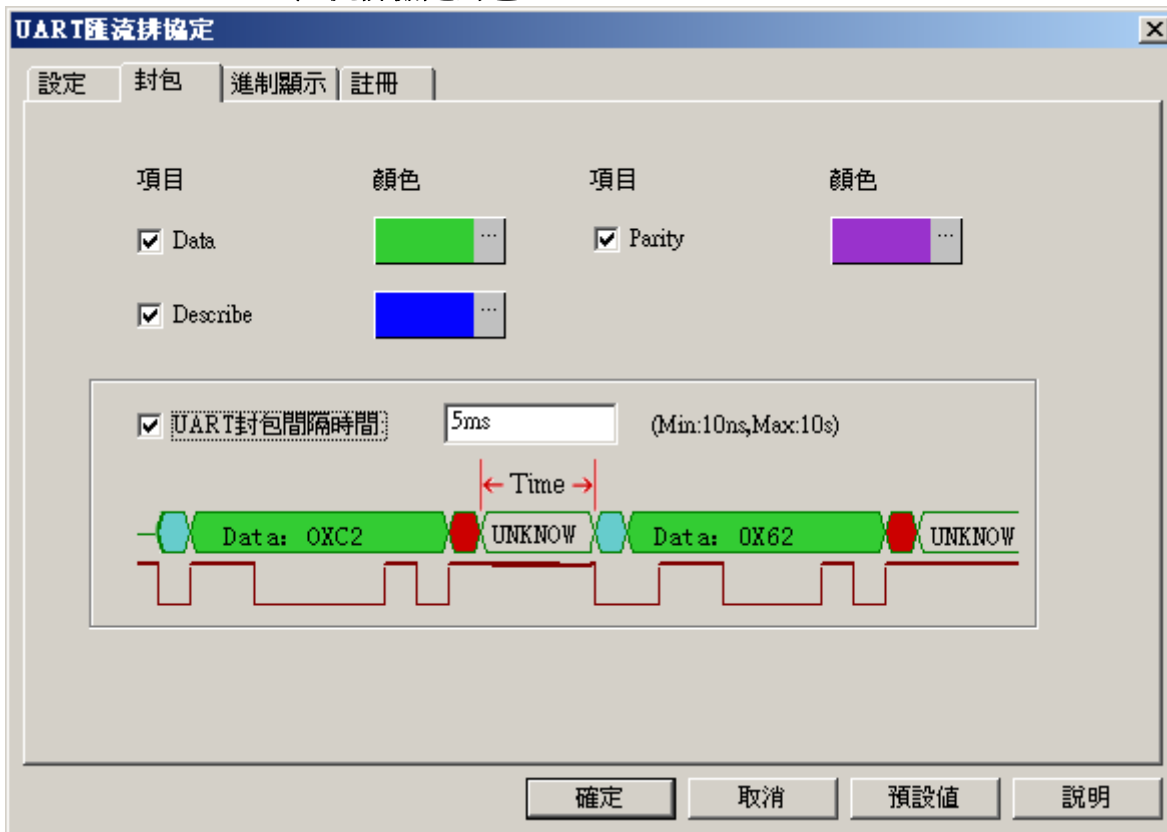 UART匯流排協定
設定 封包 進制顯示 註冊
項目 顏色 項目 顏色
Data ... Parity ...
Describe ...
UART封包間隔時間: 5ms (Min:10ns,Max:10s)
Time
Data: 0XC2 UNKNOW Data: 0X62 UNKNOW
確定 取消 預設值 說明